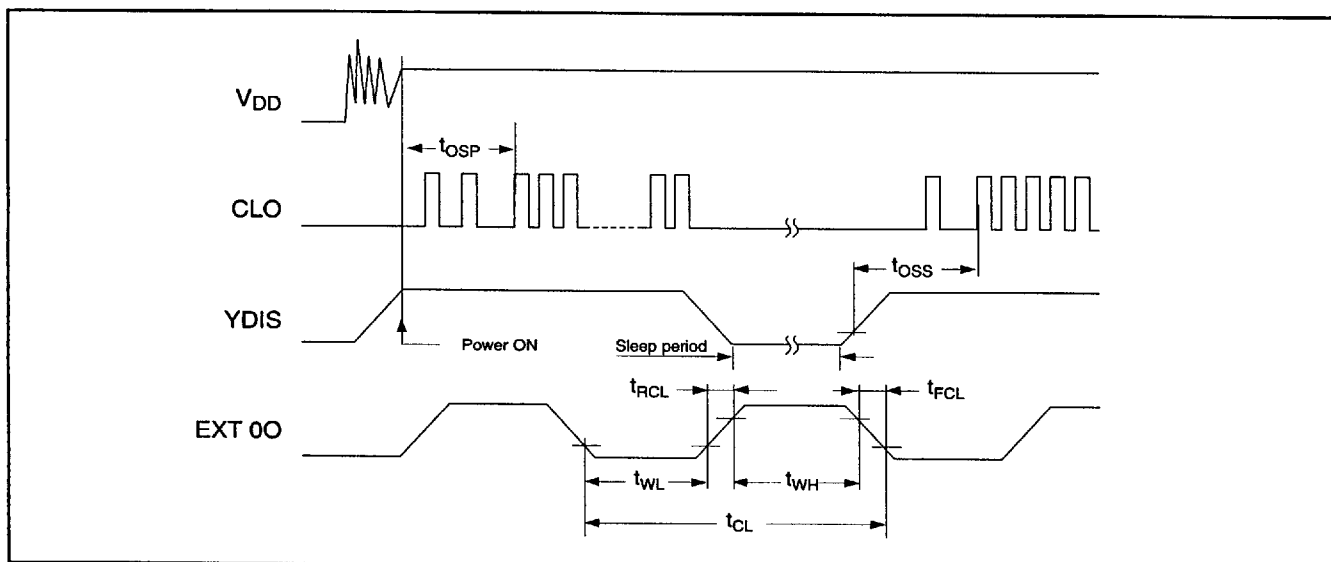 VDD
tOSP
CLO
tOSS
YDIS
Power ON
Sleep period
tRCL
tFCL
EXT 0O
tWL
tWH
tCL